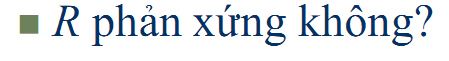 ■ R phản xứng không?